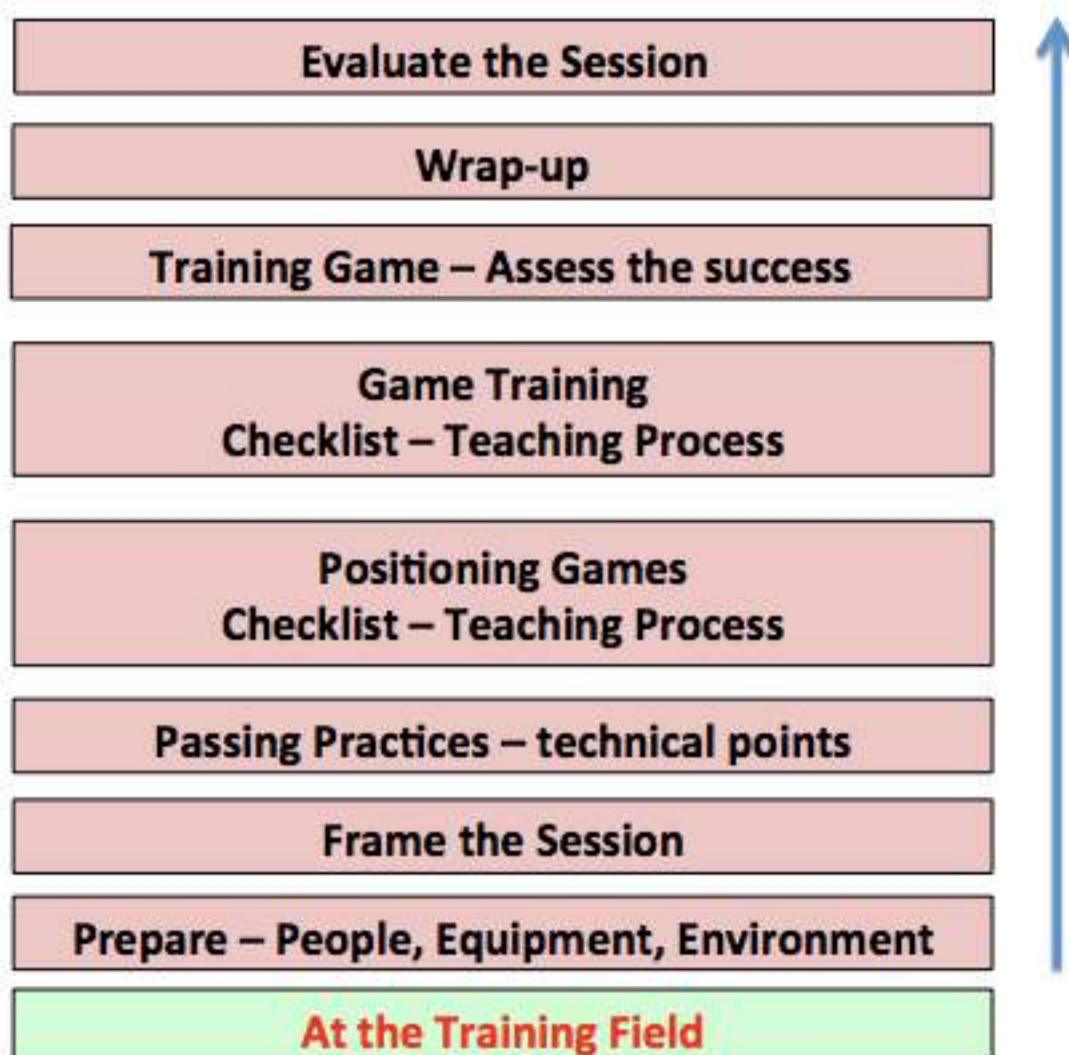 Evaluate the Session
Wrap-up
Training Game – Assess the success
Game Training
Checklist – Teaching Process
Positioning Games
Checklist – Teaching Process
Passing Practices – technical points
Frame the Session
Prepare – People, Equipment, Environment
At the Training Field